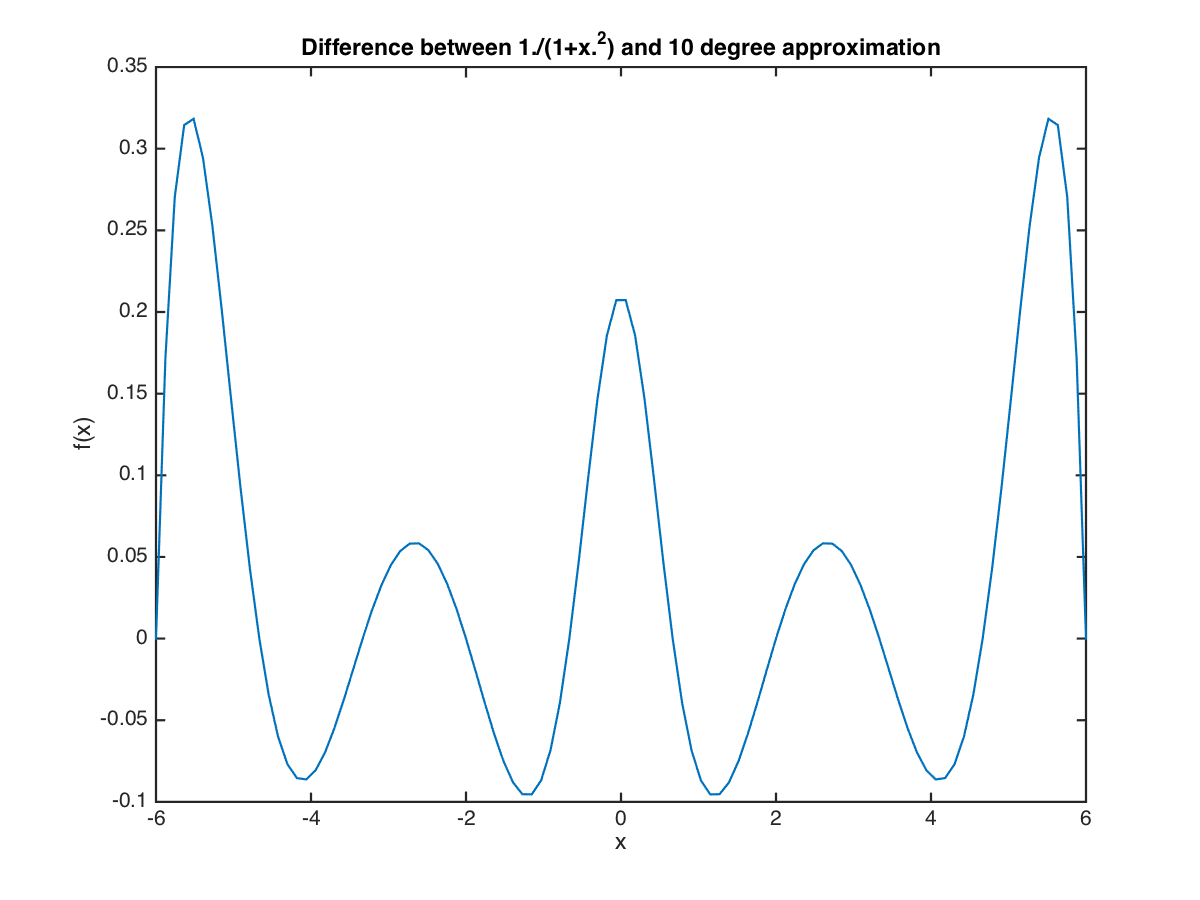 Difference between 1./(1+x.²) and 10 degree approximation
0.35
0.3
0.25
0.2
0.15
0.1
0.05
0
-0.05
-0.1
f(x)
-6 -4 -2 0 2 4 6
x